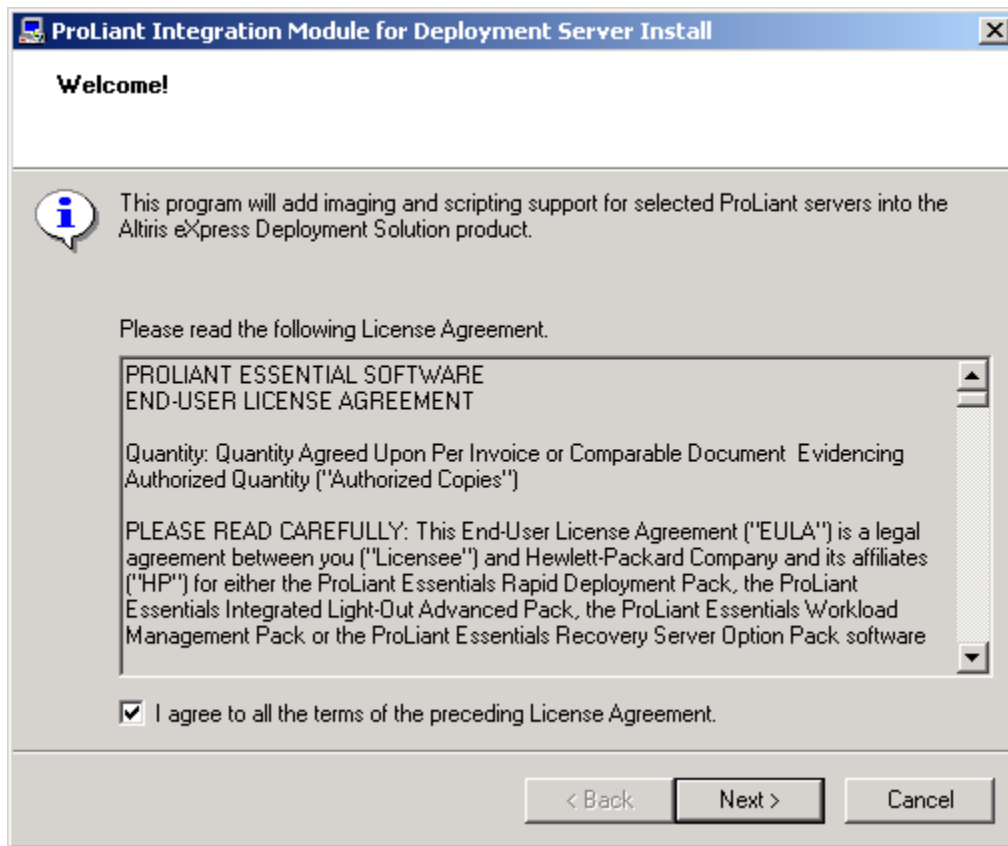 ProLiant Integration Module for Deployment Server Install
Welcome!
This program will add imaging and scripting support for selected ProLiant servers into the
Altiris eXpress Deployment Solution product.
Please read the following License Agreement.
PROLIANT ESSENTIAL SOFTWARE
END-USER LICENSE AGREEMENT
Quantity: Quantity Agreed Upon Per Invoice or Comparable Document  Evidencing
Authorized Quantity ("Authorized Copies")
PLEASE READ CAREFULLY: This End-User License Agreement ("EULA") is a legal
agreement between you ("Licensee") and Hewlett-Packard Company and its affiliates
("HP") for either the ProLiant Essentials Rapid Deployment Pack, the ProLiant
Essentials Integrated Light-Out Advanced Pack, the ProLiant Essentials Workload
Management Pack or the ProLiant Essentials Recovery Server Option Pack software
I agree to all the terms of the preceding License Agreement.
< Back
Next >
Cancel